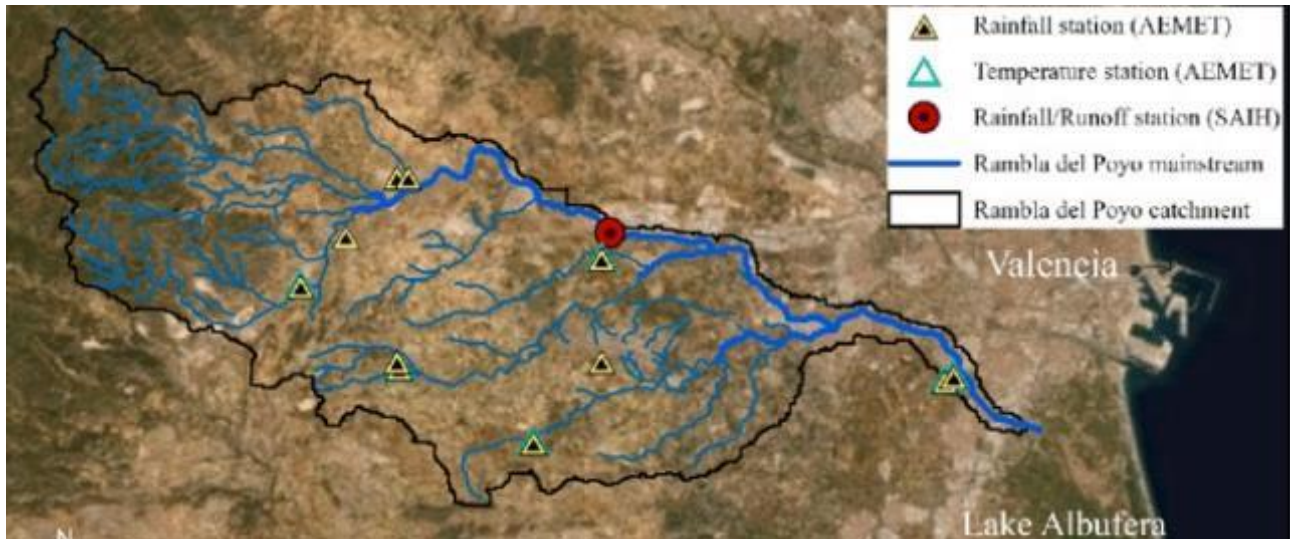 Rainfall station (AEMET)
Temperature station (AEMET)
Rainfall/Runoff station (SAIH)
Rambla del Poyo mainstream
Rambla del Poyo catchment
Valencia
Lake Albufera
N